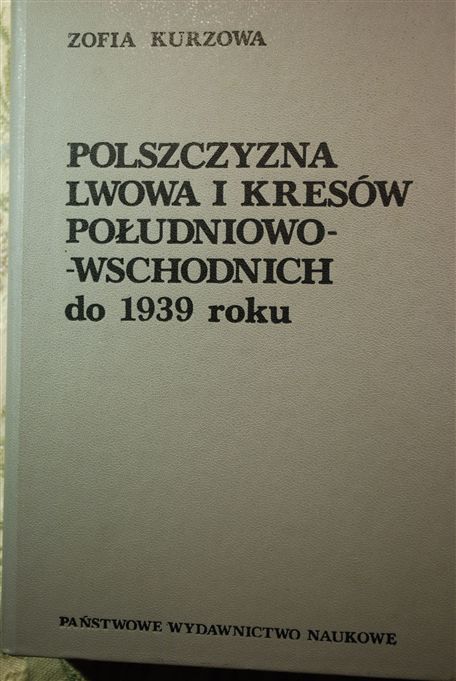 ZOFIA KURZOWA
POLSZCZYZNA
LWOWA I KRESÓW
POŁUDNIOWO-
-WSCHODNICH
do 1939 roku
PAŃSTWOWE WYDAWNICTWO NAUKOWE